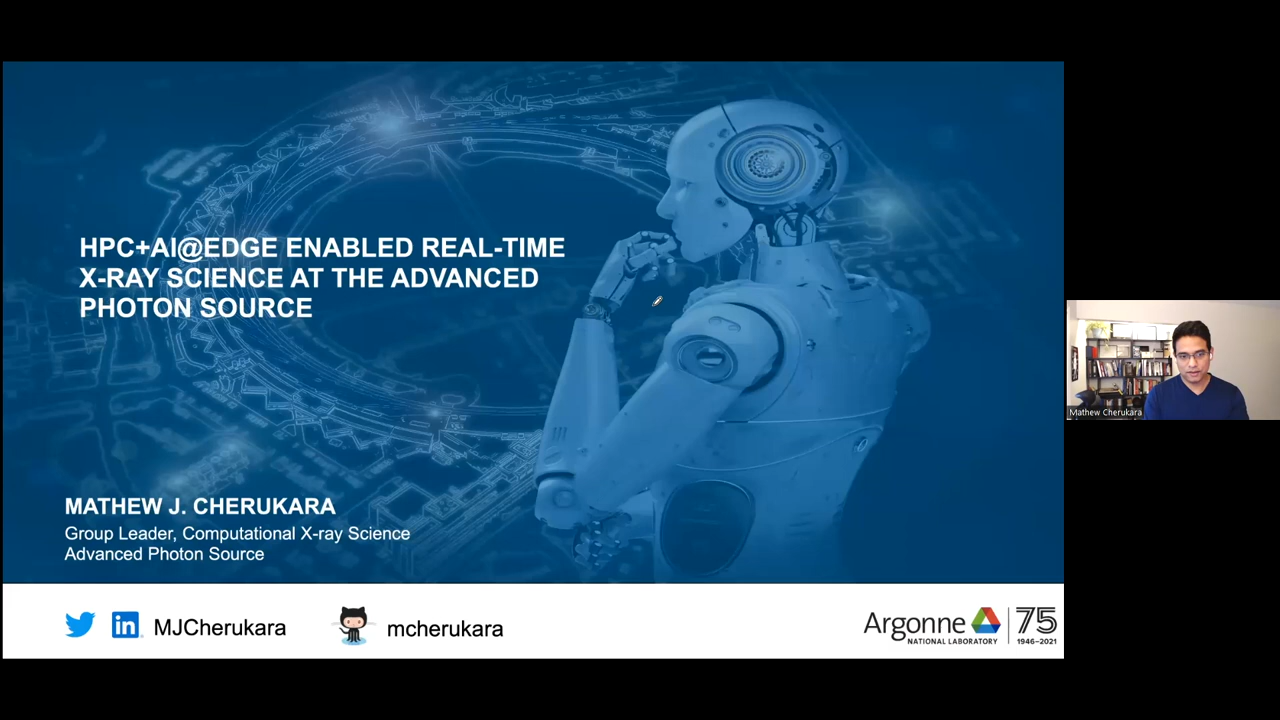 HPC+AI@EDGE ENABLED REAL-TIME
X-RAY SCIENCE AT THE ADVANCED
PHOTON SOURCE
MATHEW J. CHERUKARA
Group Leader, Computational X-ray Science
Advanced Photon Source
in MJCherukara
mcherukara
Argonne
NATIONAL LABORATORY
75
1946–2021
Mathew Cherukara